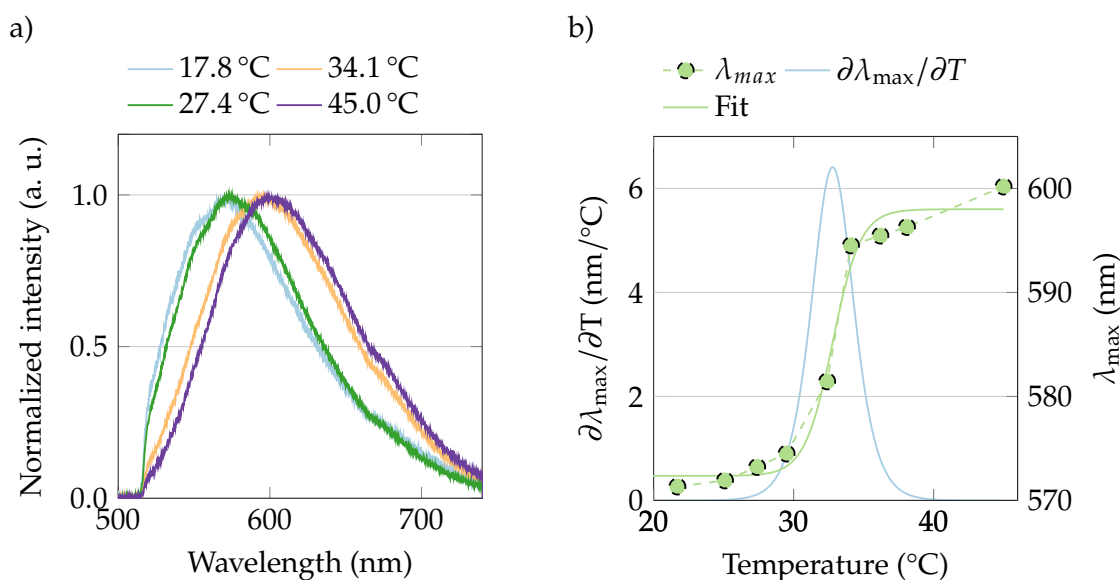 a)
17.8 °C 34.1 °C
27.4 °C 45.0 °C
1.0
0.5
0.0
500 600 700
Normalized intensity (a. u.)
Wavelength (nm)
b)
λmax ∂λmax/∂T
Fit
6
4
2
0
600
590
580
570
20 30 40
∂λmax/∂T (nm/°C)
λmax (nm)
Temperature (°C)